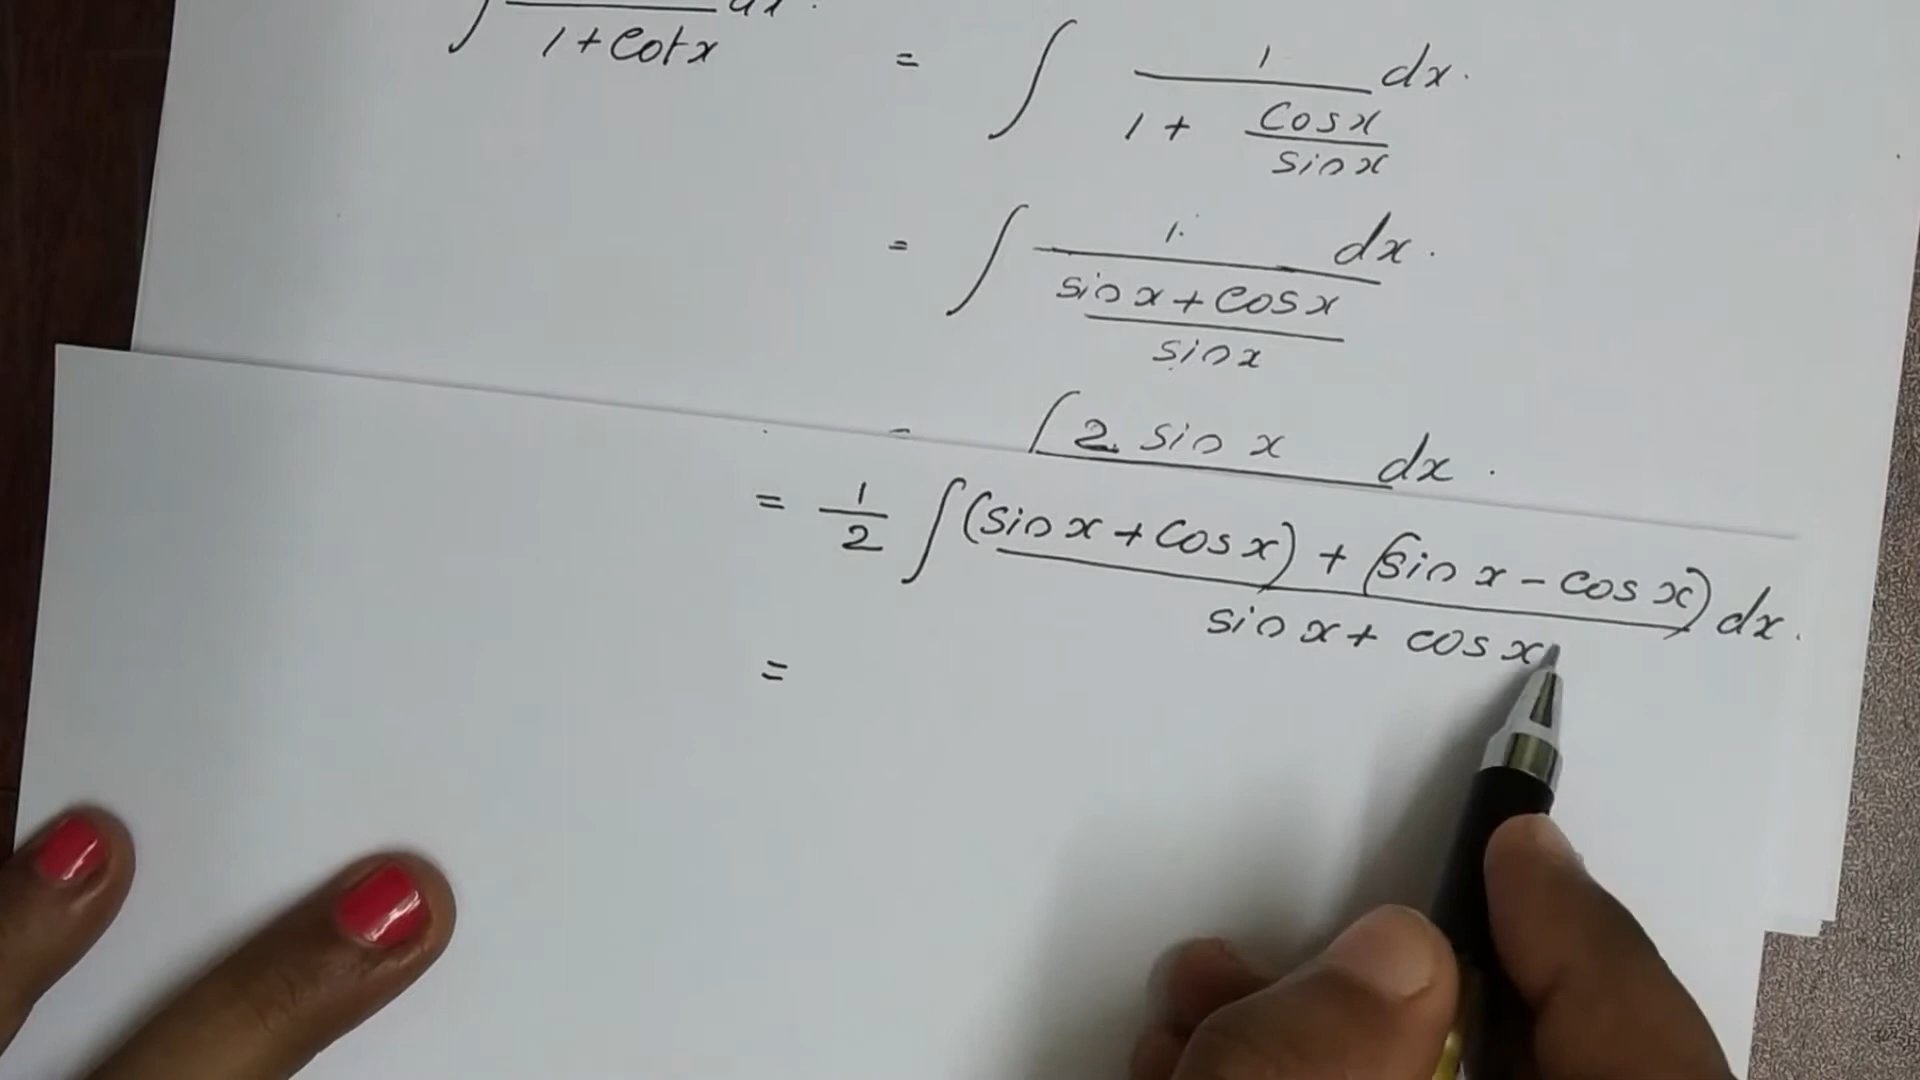 ∫ ―――― dx.
1 + Cot x
= ∫ 1 / (1 + Cos x / sin x) dx.
= ∫ 1. / ((sin x + Cos x) / sin x) dx.
= ∫ 2 sin x dx.
= 1/2 ∫ ((sin x + Cos x) + (sin x - cos x)) / (sin x + cos x) dx.
=